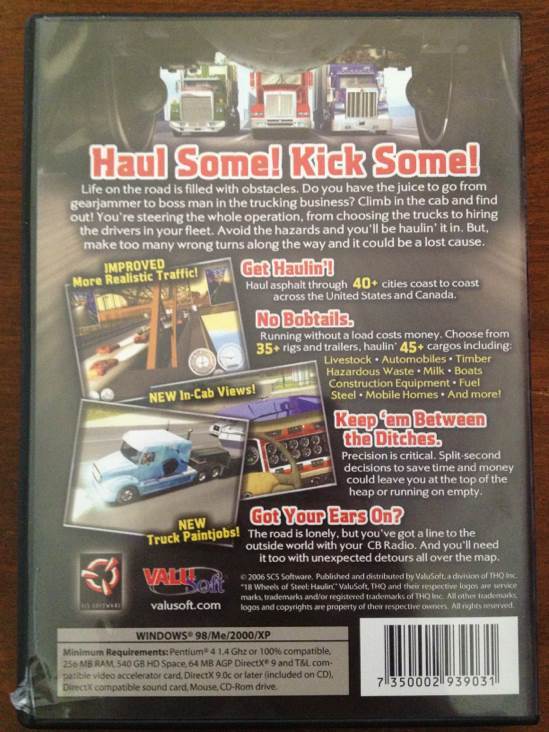 Haul Some! Kick Some!
Life on the road is filled with obstacles. Do you have the juice to go from
gearjammer to boss man in the trucking business? Climb in the cab and find
out! You're steering the whole operation, from choosing the trucks to hiring
the drivers in your fleet. Avoid the hazards and you'll be haulin' it in. But,
make too many wrong turns along the way and it could be a lost cause.
IMPROVED
More Realistic Traffic!
Get Haulin'!
Haul asphalt through 40+ cities coast to coast
across the United States and Canada.
No Bobtails.
Running without a load costs money. Choose from
35+ rigs and trailers, haulin' 45+ cargos including:
Livestock • Automobiles • Timber
Hazardous Waste • Milk • Boats
Construction Equipment • Fuel
Steel • Mobile Homes • And more!
NEW In-Cab Views!
Keep 'em Between
the Ditches.
Precision is critical. Split-second
decisions to save time and money
could leave you at the top of the
heap or running on empty.
NEW
Truck Paintjobs!
Got Your Ears On?
The road is lonely, but you've got a line to the
outside world with your CB Radio. And you'll need
it too with unexpected detours all over the map.
SCS SOFTWARE
VALUSoft
valusoft.com
© 2006 SCS Software. Published and distributed by ValuSoft, a division of THQ Inc.
"18 Wheels of Steel: Haulin'," ValuSoft, THQ and their respective logos are service
marks, trademarks and/or registered trademarks of THQ Inc. All other trademarks,
logos and copyrights are property of their respective owners. All rights reserved.
WINDOWS® 98/Me/2000/XP
Minimum Requirements: Pentium® 4 1.4 Ghz or 100% compatible,
256 MB RAM, 540 GB HD Space, 64 MB AGP DirectX® 9 and T&L com-
patible video accelerator card, DirectX 9.0c or later (included on CD),
DirectX compatible sound card, Mouse, CD-Rom drive.
7 350002 939031